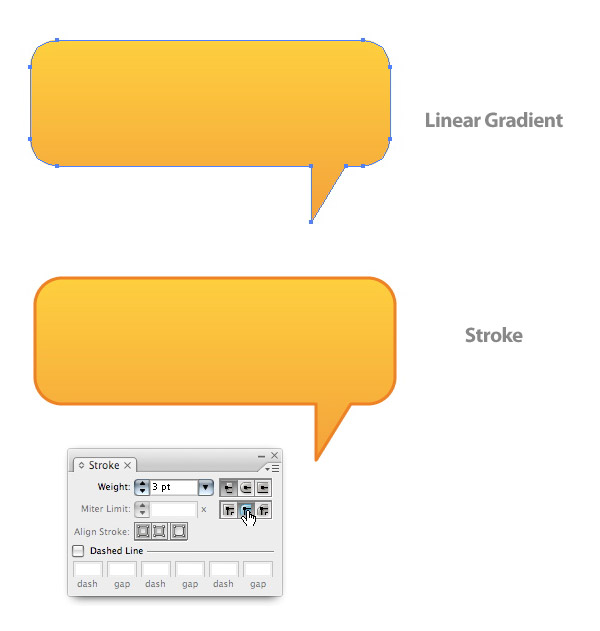 Linear Gradient
Stroke
Stroke
Weight: 3 pt
Miter Limit: x
Align Stroke:
Dashed Line
dash gap dash gap dash gap